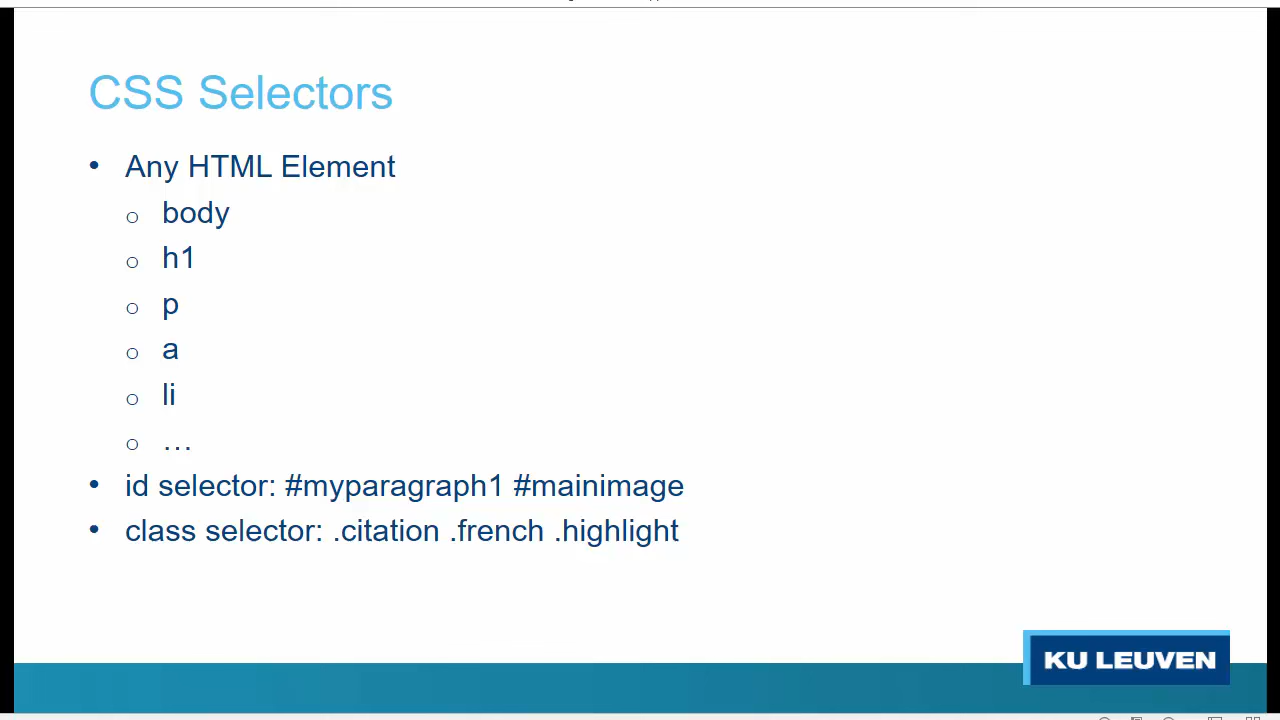 CSS Selectors
• Any HTML Element
o body
o h1
o p
o a
o li
o …
• id selector: #myparagraph1 #mainimage
• class selector: .citation .french .highlight
KU LEUVEN